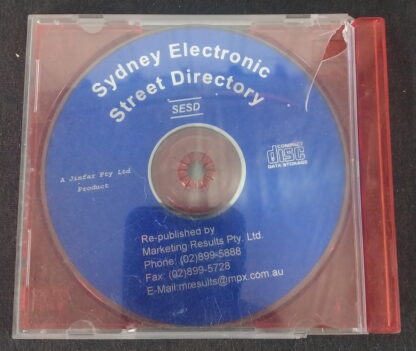 Sydney Electronic
Street Directory
SESD
COMPACT
disc
DATA STORAGE
A Jimfar Pty Ltd
Product
Re-published by
Marketing Results Pty. Ltd.
Phone: (02)899-5888
Fax: (02)899-5728
E-Mail:mresults@mpx.com.au